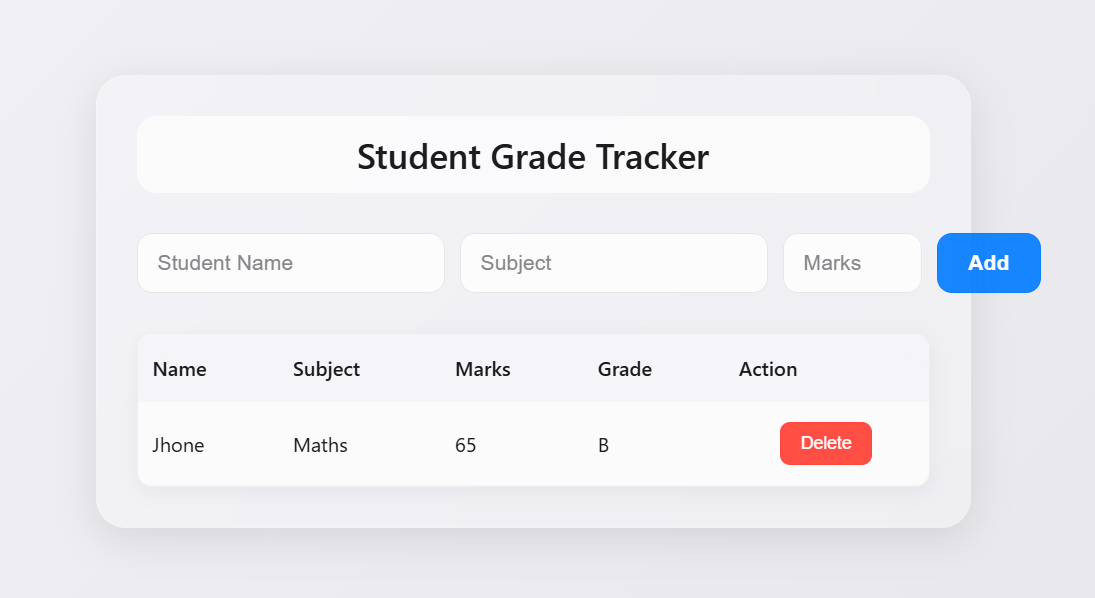 Student Grade Tracker
Student Name Subject Marks Add
Name Subject Marks Grade Action
Jhone Maths 65 B Delete